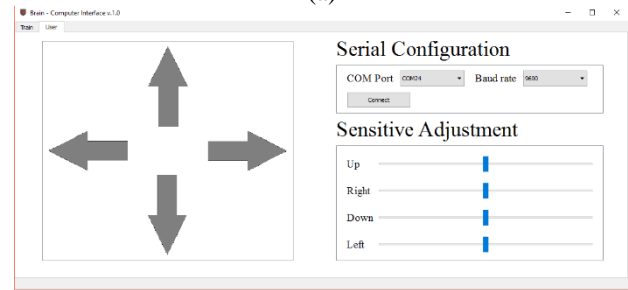 Brain - Computer Interface v.1.0
Train User
Serial Configuration
COM Port COM24 Baud rate 9600
Connect
Sensitive Adjustment
Up
Right
Down
Left